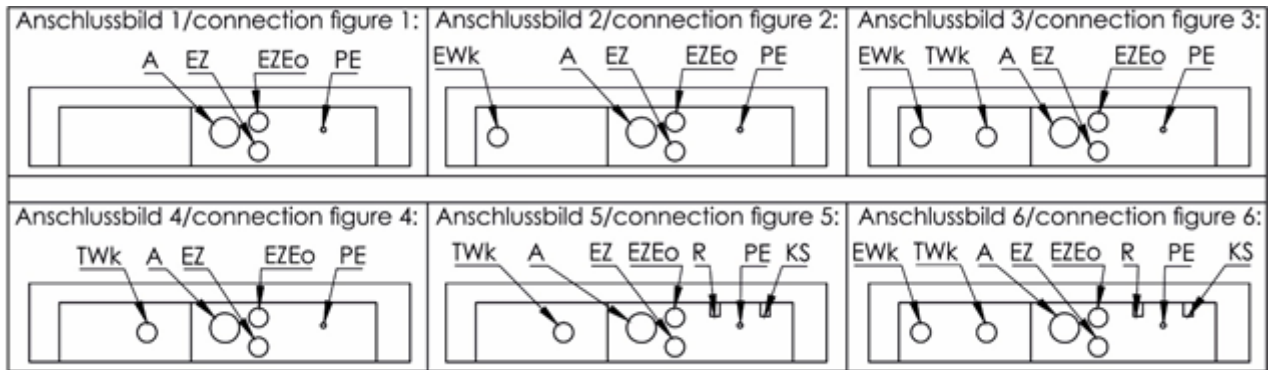 Anschlussbild 1/connection figure 1:
A EZ EZEo PE
Anschlussbild 2/connection figure 2:
EWk A EZ EZEo PE
Anschlussbild 3/connection figure 3:
EWk TWk A EZ EZEo PE
Anschlussbild 4/connection figure 4:
TWk A EZ EZEo PE
Anschlussbild 5/connection figure 5:
TWk A EZ EZEo R PE KS
Anschlussbild 6/connection figure 6:
EWk TWk A EZ EZEo R PE KS